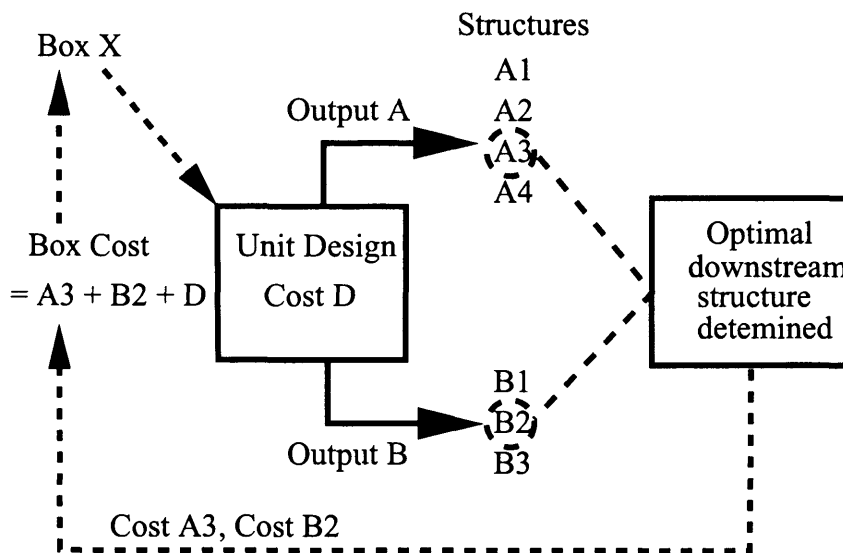 Structures
Box X
A1
Output A
A2
A3
A4
Box Cost
= A3 + B2 + D
Unit Design
Cost D
Optimal
downstream
structure
detemined
B1
B2
Output B
B3
Cost A3, Cost B2